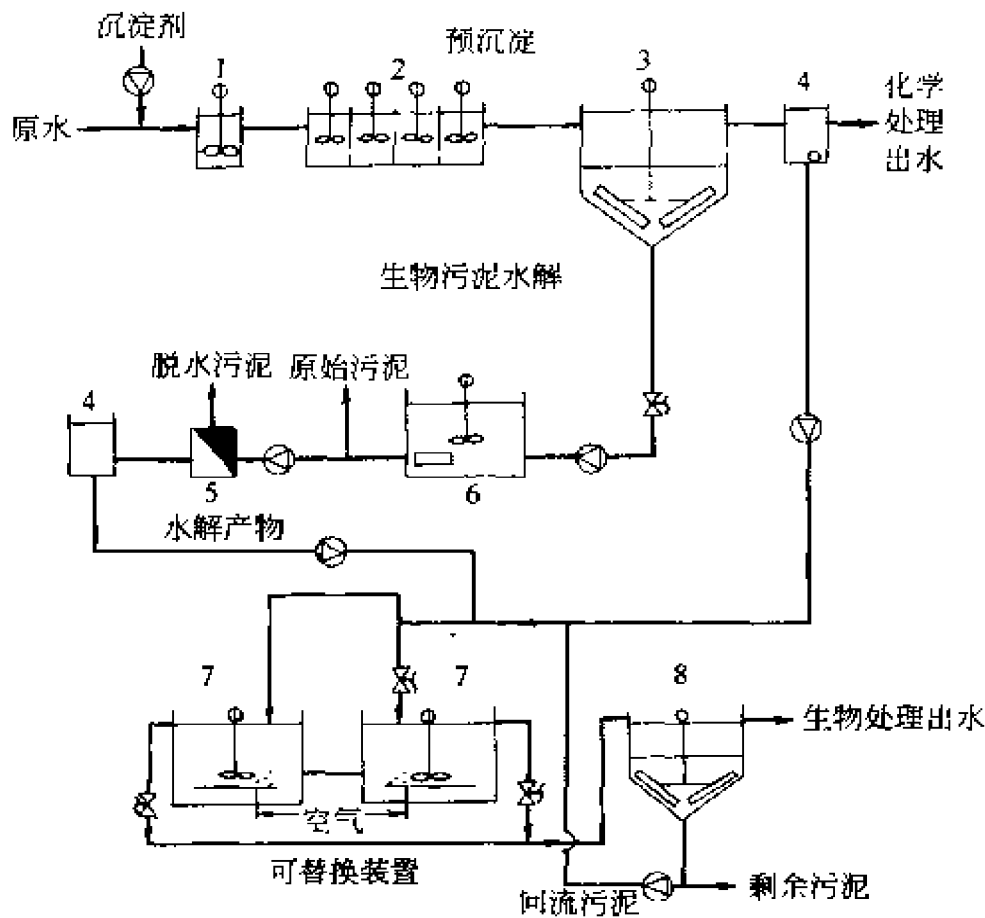 沉淀剂
预沉淀
1
2
3
4
化学
处理
出水
原水
生物污泥水解
脱水污泥
原始污泥
4
5
6
水解产物
7
7
8
生物处理出水
空气
可替换装置
回流污泥
剩余污泥